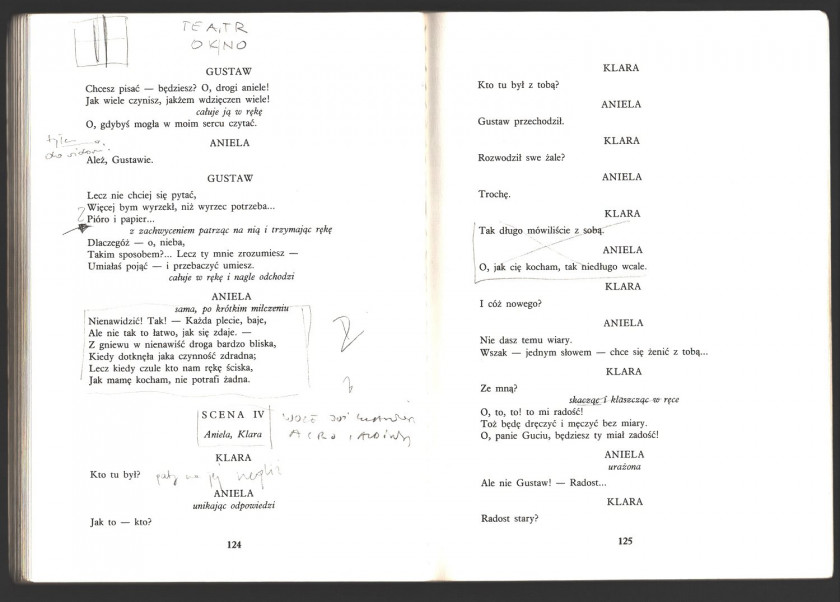 TEATR
OKNO
GUSTAW
Chcesz pisać — będziesz? O, drogi aniele!
Jak wiele czynisz, jakżem wdzięczen wiele!
całuje ją w rękę
O, gdybyś mogła w moim sercu czytać.
ANIELA
Ależ, Gustawie.
GUSTAW
Lecz nie chciej się pytać,
Więcej bym wyrzekł, niż wyrzec potrzeba...
Pióro i papier...
z zachwyceniem patrząc na nią i trzymając rękę
Dlaczegóż — o, nieba,
Takim sposobem?... Lecz ty mnie zrozumiesz —
Umiałaś pojąć — i przebaczyć umiesz.
całuje w rękę i nagle odchodzi
ANIELA
sama, po krótkim milczeniu
Nienawidzić! Tak! — Każda plecie, baje,
Ale nie tak to łatwo, jak się zdaje. —
Z gniewu w nienawiść droga bardzo bliska,
Kiedy dotknęła jaka czynność zdradna;
Lecz kiedy czule kto nam rękę ściska,
Jak mamę kocham, nie potrafi żadna.
SCENA IV
Aniela, Klara
KLARA
Kto tu był?
ANIELA
unikając odpowiedzi
Jak to — kto?
124
KLARA
Kto tu był z tobą?
ANIELA
Gustaw przechodził.
KLARA
Rozwodził swe żale?
ANIELA
Trochę.
KLARA
Tak długo mówiliście z sobą.
ANIELA
O, jak cię kocham, tak niedługo wcale.
KLARA
I cóż nowego?
ANIELA
Nie dasz temu wiary.
Wszak — jednym słowem — chce się żenić z tobą...
KLARA
Ze mną?
skacząc i klaszcząc w ręce
O, to, to! to mi radość!
Toż będę dręczyć i męczyć bez miary.
O, panie Guciu, będziesz ty miał zadość!
ANIELA
urażona
Ale nie Gustaw! — Radost...
KLARA
Radost stary?
125